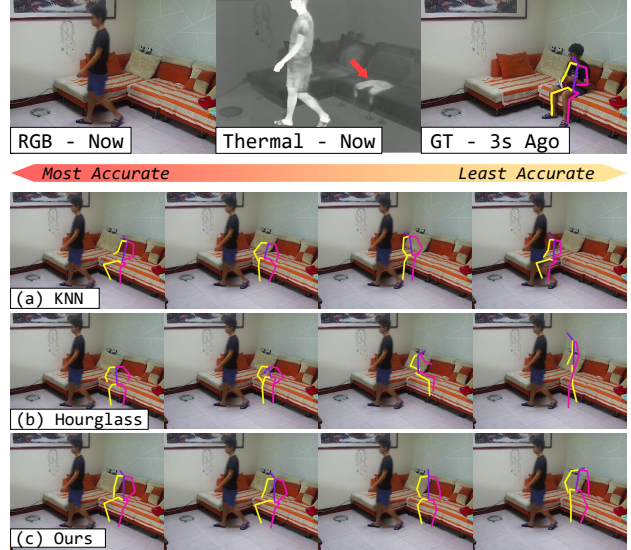 RGB - Now
Thermal - Now
GT - 3s Ago
Most Accurate
Least Accurate
(a) KNN
(b) Hourglass
(c) Ours